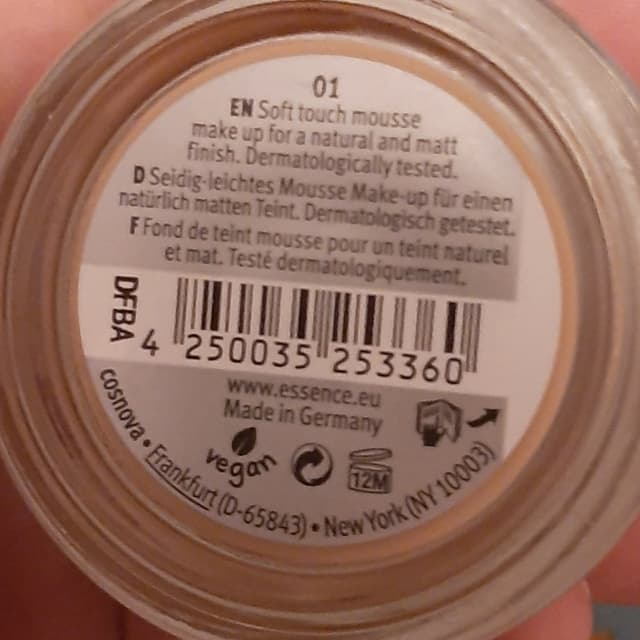 01
EN Soft touch mousse
make up for a natural and matt
finish. Dermatologically tested.
D Seidig-leichtes Mousse Make-up für einen
natürlich matten Teint. Dermatologisch getestet.
F Fond de teint mousse pour un teint naturel
et mat. Testé dermatologiquement.
DFBA
4 250035 253360
www.essence.eu
Made in Germany
vegan
12M
cosnova • Frankfurt (D-65843) • New York (NY 10003)